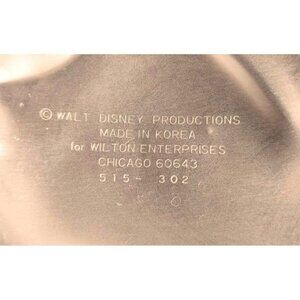 © WALT DISNEY PRODUCTIONS
MADE IN KOREA
for WILTON ENTERPRISES
CHICAGO 60643
515-302